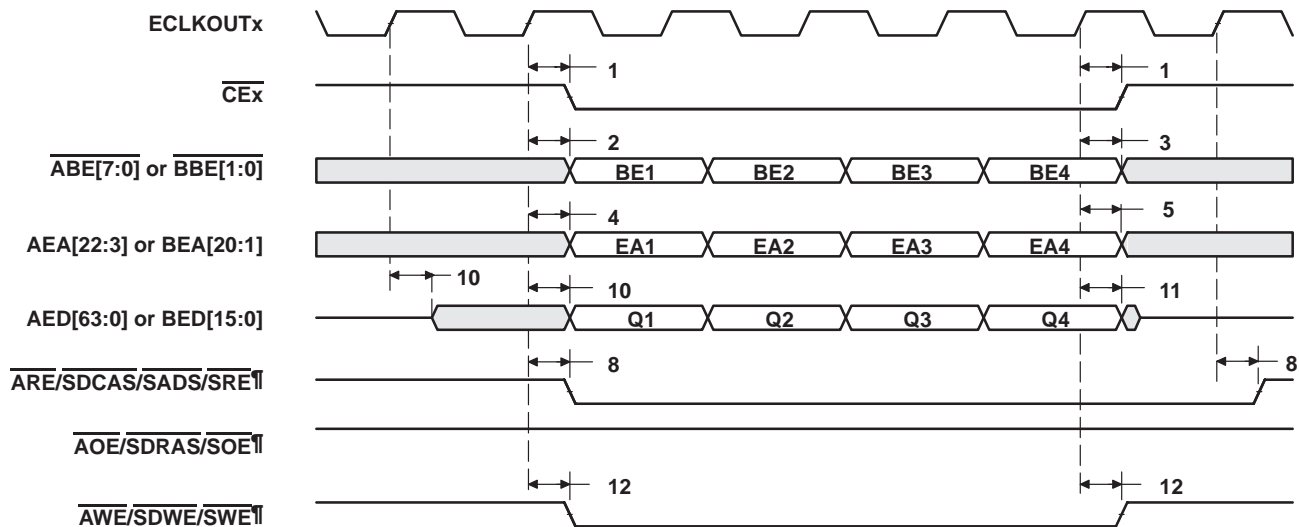 ECLKOUTx
1 1
CEx
2 3
ABE[7:0] or BBE[1:0]
BE1 BE2 BE3 BE4
4 5
AEA[22:3] or BEA[20:1]
EA1 EA2 EA3 EA4
10 10 11
AED[63:0] or BED[15:0]
Q1 Q2 Q3 Q4
8 8
ARE/SDCAS/SADS/SRE¶
AOE/SDRAS/SOE¶
12 12
AWE/SDWE/SWE¶